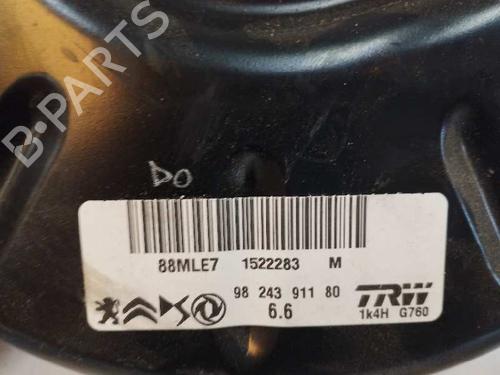 B-PARTS
DO
88MLE7 1522283 M
98 243 911 80
6.6
TRW
1k4H G760